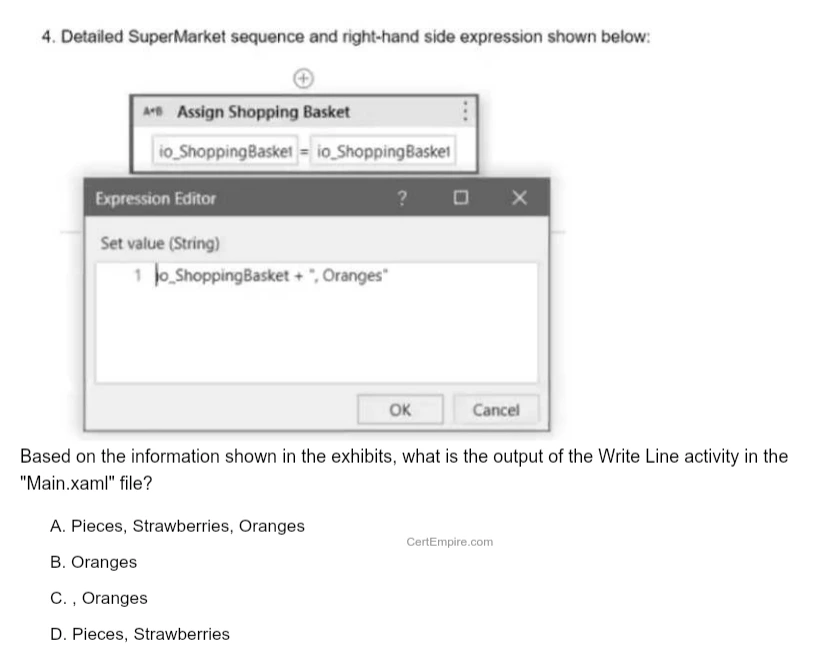 4. Detailed SuperMarket sequence and right-hand side expression shown below:
A*B Assign Shopping Basket
io_ShoppingBasket = io_ShoppingBasket
Expression Editor ? X
Set value (String)
1 io_ShoppingBasket + ", Oranges"
OK Cancel
Based on the information shown in the exhibits, what is the output of the Write Line activity in the
"Main.xaml" file?
A. Pieces, Strawberries, Oranges
CertEmpire.com
B. Oranges
C. , Oranges
D. Pieces, Strawberries